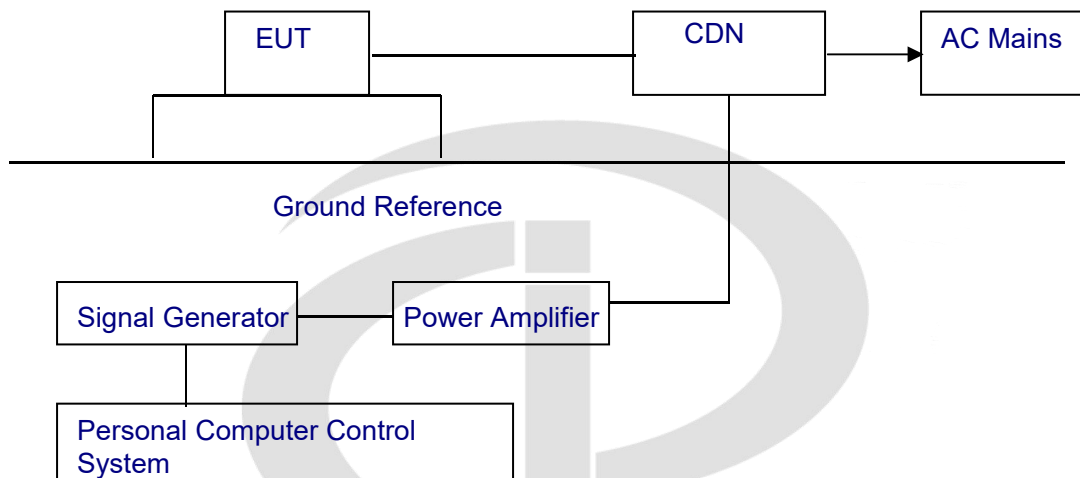 EUT
CDN
AC Mains
Ground Reference
Signal Generator
Power Amplifier
Personal Computer Control
System